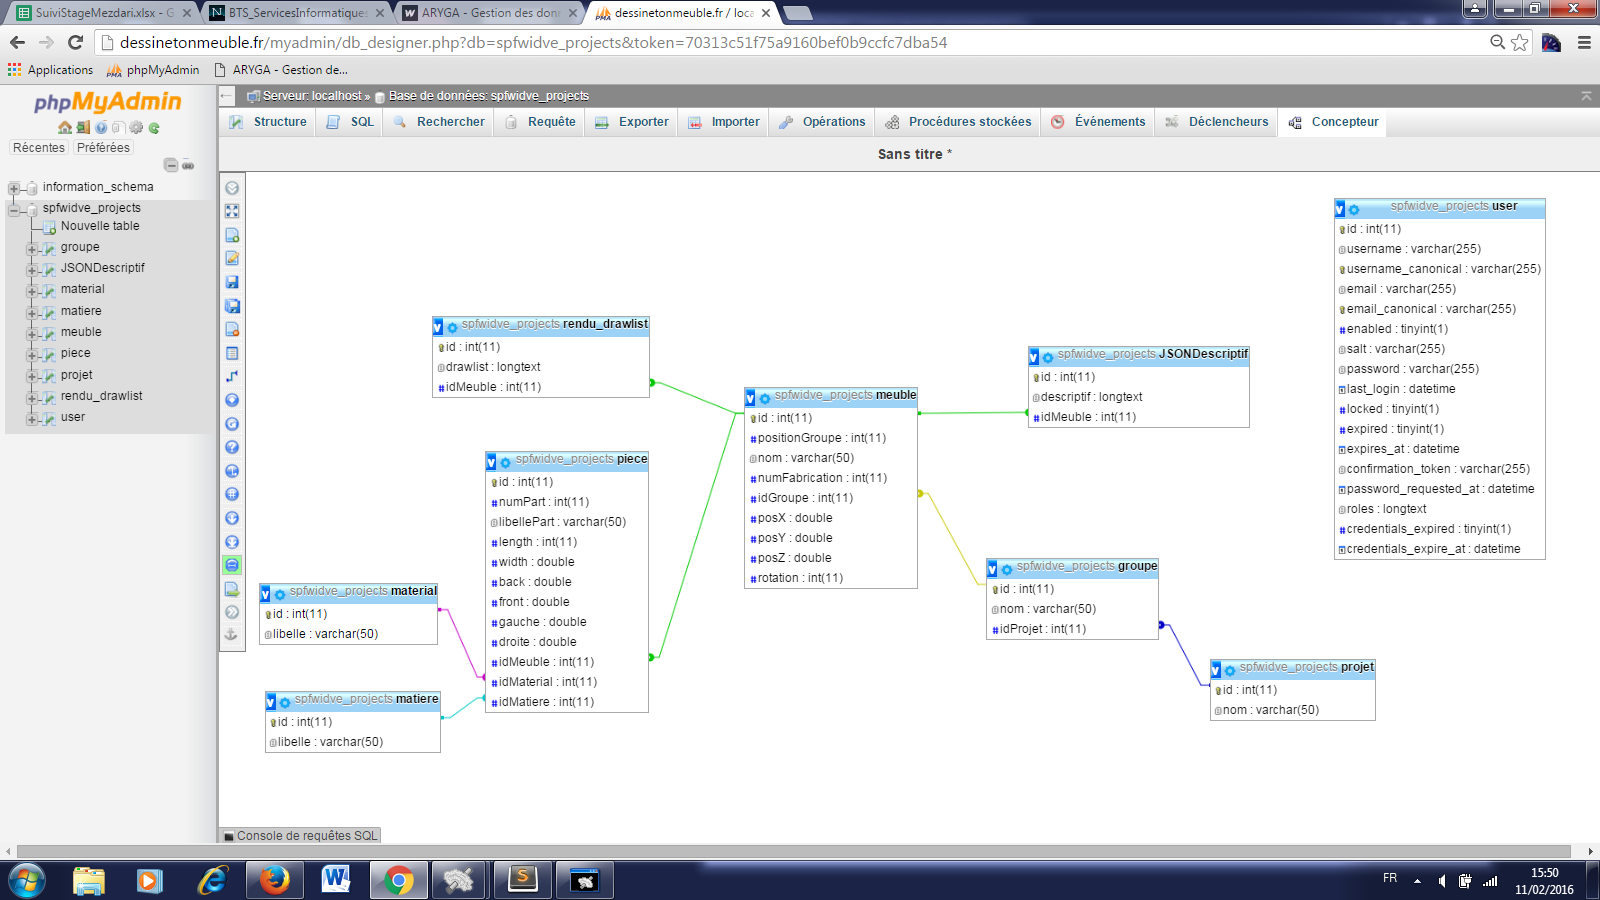 SuiviStageMezdari.xlsx - G
BTS_ServicesInformatiques
ARYGA - Gestion des donn
dessinetonmeuble.fr / loca
dessinetonmeuble.fr/myadmin/db_designer.php?db=spfwidve_projects&token=70313c51f75a9160bef0b9ccfc7dba54
Applications
phpMyAdmin
ARYGA - Gestion de...
phpMyAdmin
Récentes
Préférées
information_schema
spfwidve_projects
Nouvelle table
groupe
JSONDescriptif
material
matiere
meuble
piece
projet
rendu_drawlist
user
Serveur: localhost » Base de données: spfwidve_projects
Structure
SQL
Rechercher
Requête
Exporter
Importer
Opérations
Procédures stockées
Événements
Déclencheurs
Concepteur
Sans titre *
spfwidve_projects rendu_drawlist
id : int(11)
drawlist : longtext
idMeuble : int(11)
spfwidve_projects piece
id : int(11)
numPart : int(11)
libellePart : varchar(50)
length : int(11)
width : double
back : double
front : double
gauche : double
droite : double
idMeuble : int(11)
idMaterial : int(11)
idMatiere : int(11)
spfwidve_projects material
id : int(11)
libelle : varchar(50)
spfwidve_projects matiere
id : int(11)
libelle : varchar(50)
spfwidve_projects meuble
id : int(11)
positionGroupe : int(11)
nom : varchar(50)
numFabrication : int(11)
idGroupe : int(11)
posX : double
posY : double
posZ : double
rotation : int(11)
spfwidve_projects JSONDescriptif
id : int(11)
descriptif : longtext
idMeuble : int(11)
spfwidve_projects groupe
id : int(11)
nom : varchar(50)
idProjet : int(11)
spfwidve_projects projet
id : int(11)
nom : varchar(50)
spfwidve_projects user
id : int(11)
username : varchar(255)
username_canonical : varchar(255)
email : varchar(255)
email_canonical : varchar(255)
enabled : tinyint(1)
salt : varchar(255)
password : varchar(255)
last_login : datetime
locked : tinyint(1)
expired : tinyint(1)
expires_at : datetime
confirmation_token : varchar(255)
password_requested_at : datetime
roles : longtext
credentials_expired : tinyint(1)
credentials_expire_at : datetime
Console de requêtes SQL
FR
15:50
11/02/2016